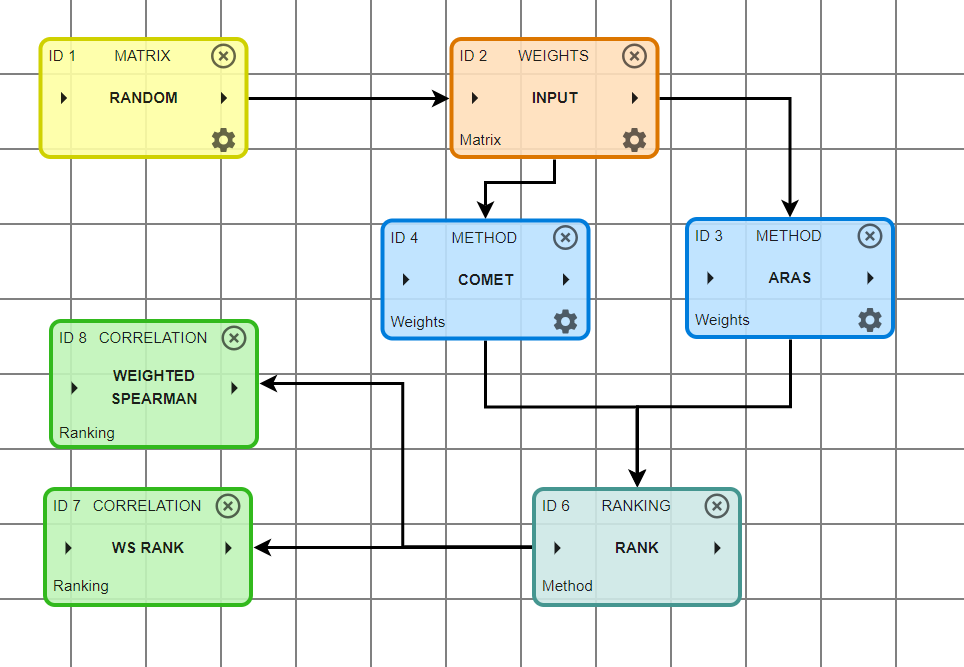 ID 1 MATRIX
RANDOM
ID 2 WEIGHTS
INPUT
Matrix
ID 4 METHOD
COMET
Weights
ID 3 METHOD
ARAS
Weights
ID 8 CORRELATION
WEIGHTED
SPEARMAN
Ranking
ID 7 CORRELATION
WS RANK
Ranking
ID 6 RANKING
RANK
Method